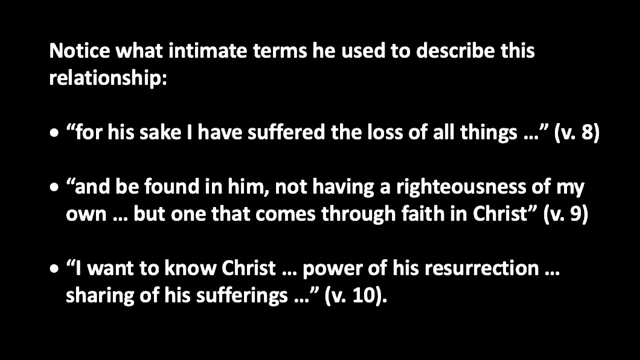 Notice what intimate terms he used to describe this
relationship:
• “for his sake I have suffered the loss of all things ...” (v. 8)
• “and be found in him, not having a righteousness of my
own ... but one that comes through faith in Christ” (v. 9)
• “I want to know Christ ... power of his resurrection ...
sharing of his sufferings ...” (v. 10).